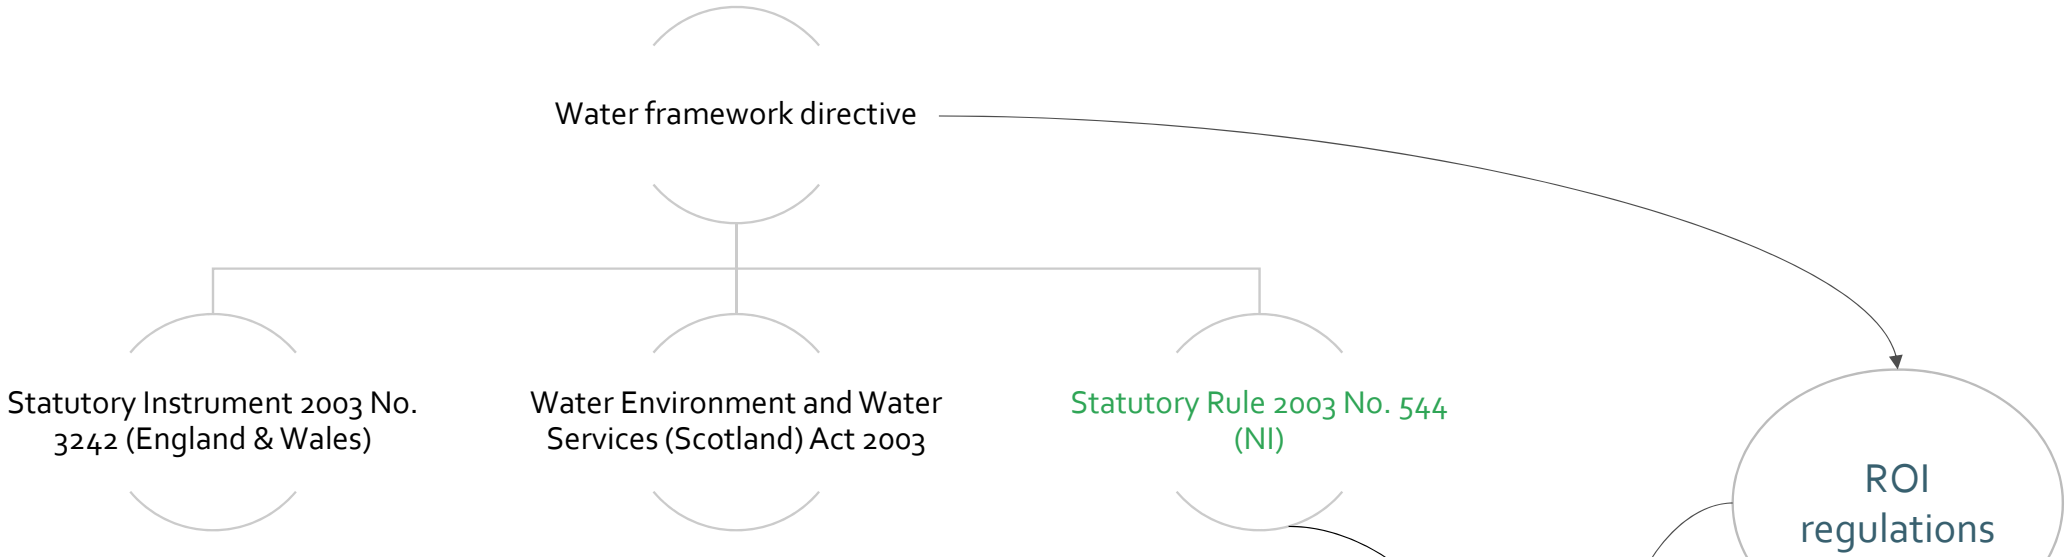 Water framework directive
Statutory Instrument 2003 No.
3242 (England & Wales)
Water Environment and Water
Services (Scotland) Act 2003
Statutory Rule 2003 No. 544
(NI)
ROI
regulations